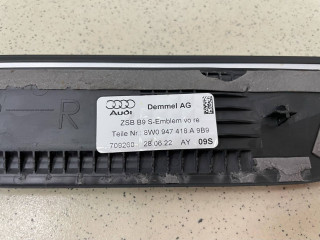 -R
Audi
Demmel AG
ZSB B9 S-Emblem vo re
Teile Nr.: 8W0 947 418 A 9B9
709260 28.06.22 AY 09S